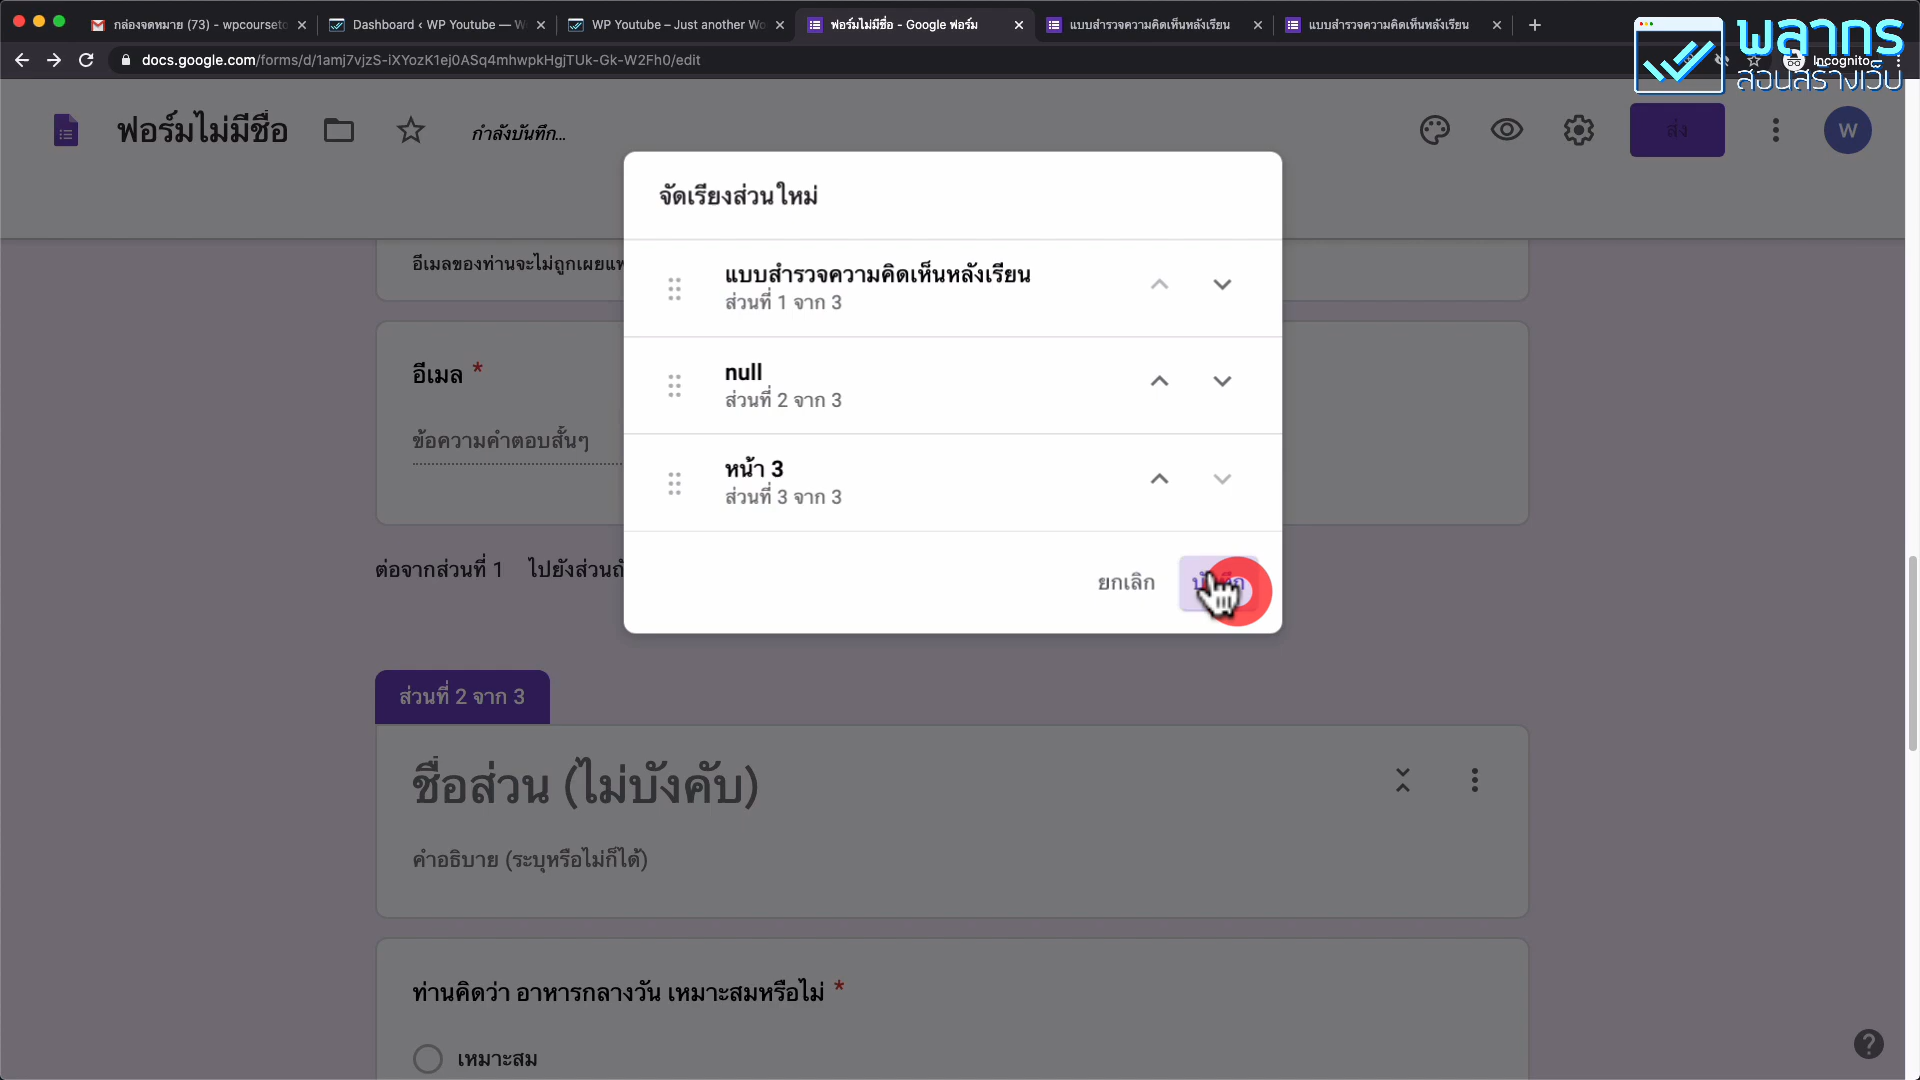 กล่องจดหมาย (73) - wpcourseto
Dashboard ‹ WP Youtube — W
WP Youtube – Just another Wo
ฟอร์มไม่มีชื่อ - Google ฟอร์ม
แบบสำรวจความคิดเห็นหลังเรียน
แบบสำรวจความคิดเห็นหลังเรียน
docs.google.com/forms/d/1amj7vjzS-iXYozK1ej0ASq4mhwpkHgjTUk-Gk-W2Fh0/edit
Incognito
พลากร
สอนสร้างเว็บ
ฟอร์มไม่มีชื่อ
กำลังบันทึก...
ส่ง
W
จัดเรียงส่วนใหม่
อีเมลของท่านจะไม่ถูกเผยแพ
แบบสำรวจความคิดเห็นหลังเรียน
ส่วนที่ 1 จาก 3
อีเมล *
null
ส่วนที่ 2 จาก 3
ข้อความคำตอบสั้นๆ
หน้า 3
ส่วนที่ 3 จาก 3
ต่อจากส่วนที่ 1 ไปยังส่วนถั
ยกเลิก
ส่วนที่ 2 จาก 3
ชื่อส่วน (ไม่บังคับ)
คำอธิบาย (ระบุหรือไม่ก็ได้)
ท่านคิดว่า อาหารกลางวัน เหมาะสมหรือไม่ *
เหมาะสม